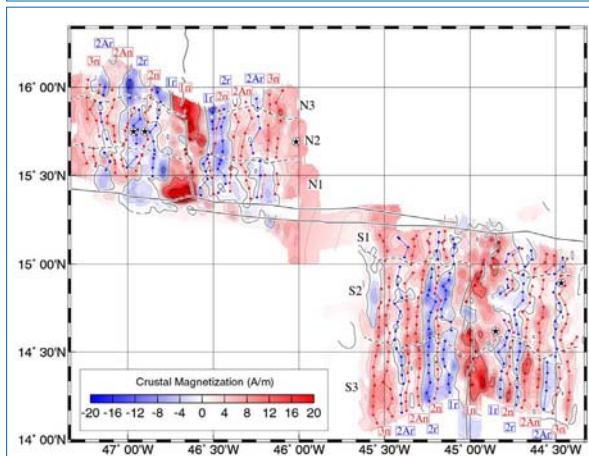 2Ar 2An 2r 2n 1r 1n 1r 2r 2n 2An 2Ar 3n
3n
16° 00'N
15° 30'N
15° 00'N
14° 30'N
14° 00'N
N3
N2
N1
S1
S2
S3
Crustal Magnetization (A/m)
-20 -16 -12 -8 -4 0 4 8 12 16 20
3n 2Ar 2An 2r 2n 1r 1n 1r 2n 2r 2An 2Ar 3n
47° 00'W 46° 30'W 46° 00'W 45° 30'W 45° 00'W 44° 30'W